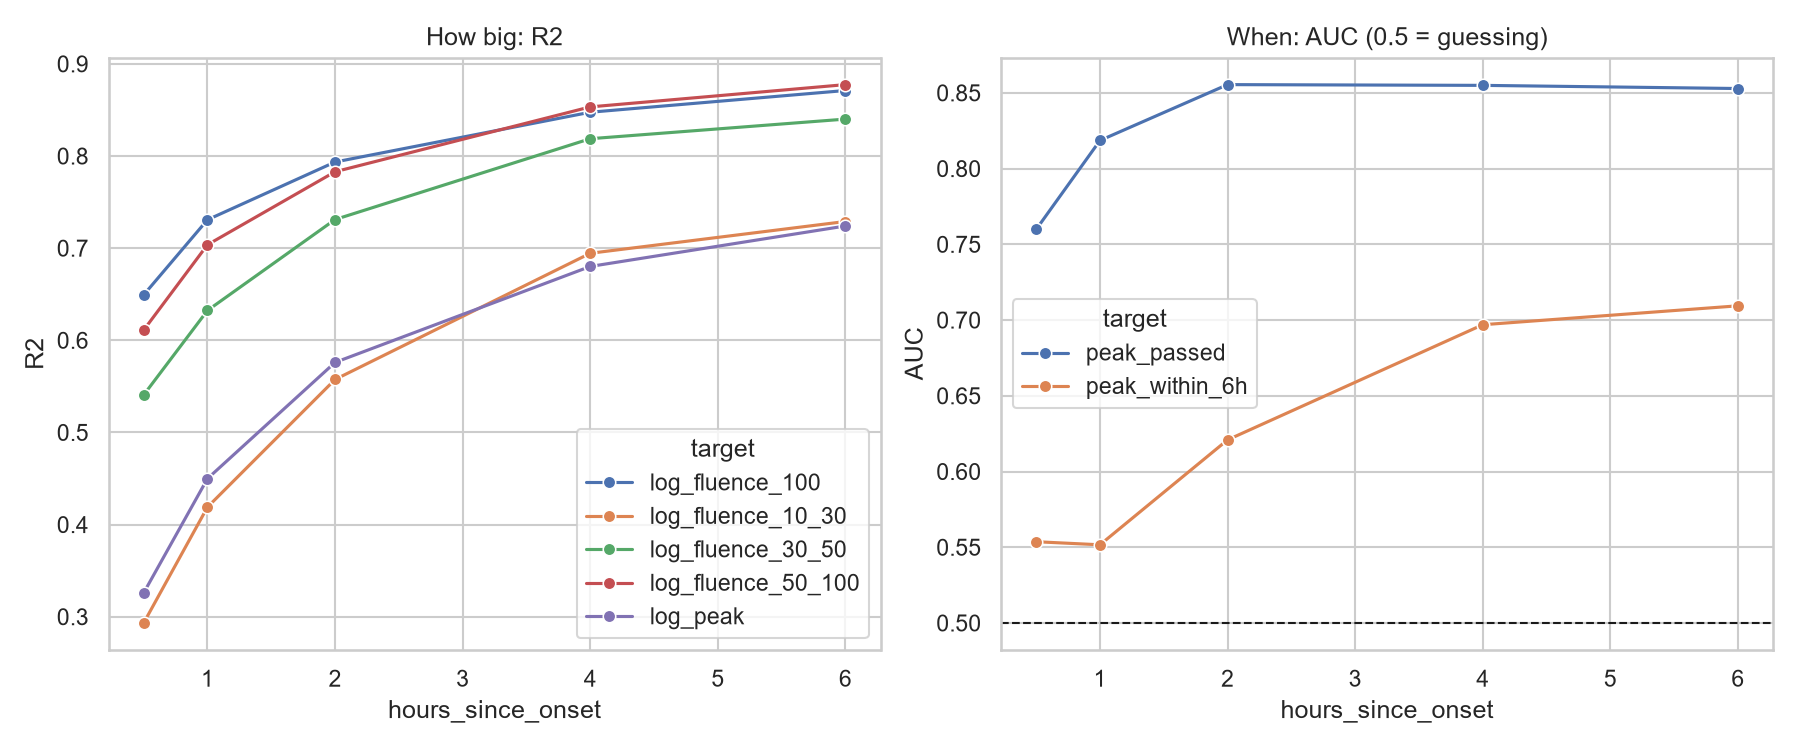 How big: R2
R2
0.9
0.8
0.7
0.6
0.5
0.4
0.3
target
log_fluence_100
log_fluence_10_30
log_fluence_30_50
log_fluence_50_100
log_peak
1 2 3 4 5 6
hours_since_onset
When: AUC (0.5 = guessing)
AUC
0.85
0.80
0.75
0.70
0.65
0.60
0.55
0.50
target
peak_passed
peak_within_6h
1 2 3 4 5 6
hours_since_onset